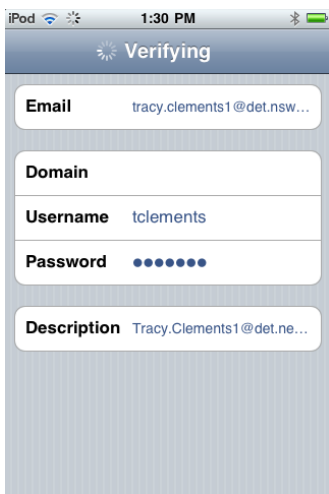 iPod 1:30 PM
Verifying
Email tracy.clements1@det.nsw...
Domain
Username tclements
Password ●●●●●●●
Description Tracy.Clements1@det.ne...